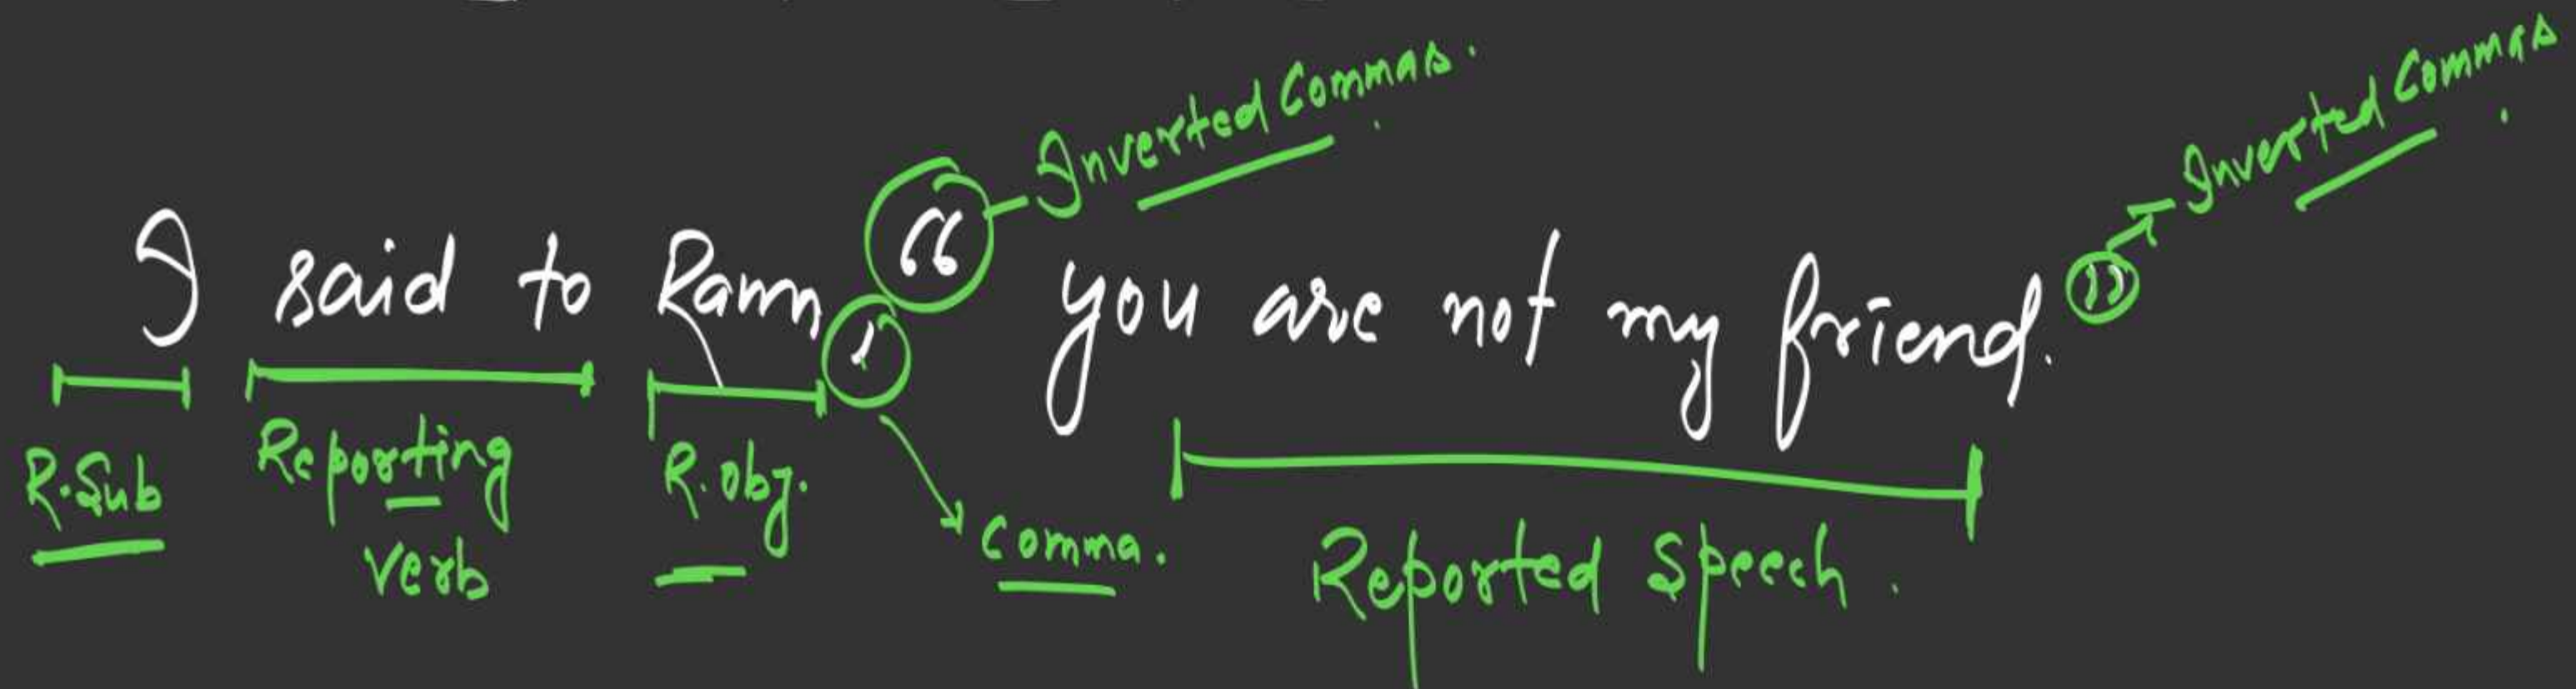 Inverted Commas.
Inverted Commas
I said to Ram, “ you are not my friend. ”
R.Sub Reporting verb R.obj. Comma. Reported Speech.